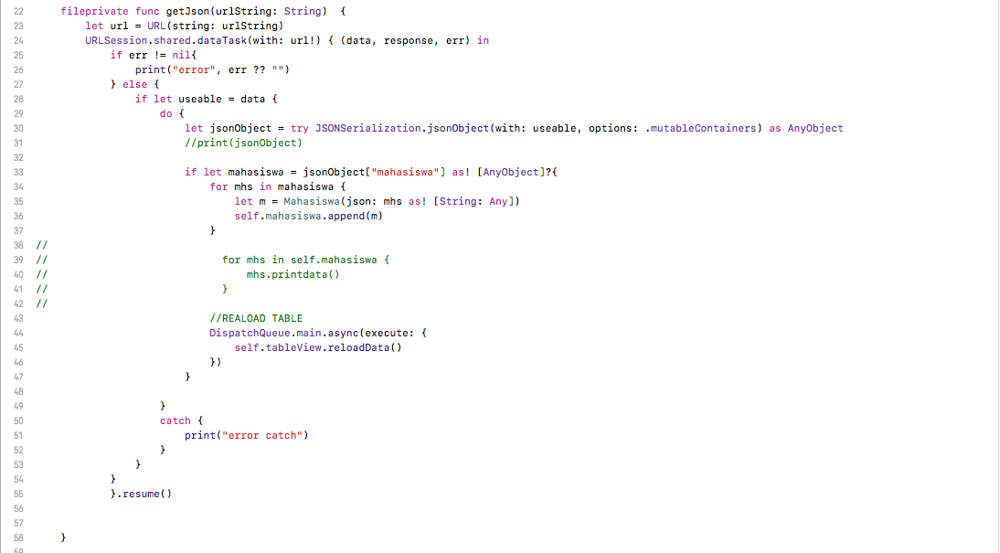 22 fileprivate func getJson(urlString: String)  {
23 let url = URL(string: urlString)
24 URLSession.shared.dataTask(with: url!) { (data, response, err) in
25 if err != nil{
26 print("error", err ?? "")
27 } else {
28 if let useable = data {
29 do {
30 let jsonObject = try JSONSerialization.jsonObject(with: useable, options: .mutableContainers) as AnyObject
31 //print(jsonObject)
32
33 if let mahasiswa = jsonObject["mahasiswa"] as! [AnyObject]?{
34 for mhs in mahasiswa {
35 let m = Mahasiswa(json: mhs as! [String: Any])
36 self.mahasiswa.append(m)
37 }
38 //
39 // for mhs in self.mahasiswa {
40 // mhs.printdata()
41 // }
42 //
43 //REALOAD TABLE
44 DispatchQueue.main.async(execute: {
45 self.tableView.reloadData()
46 })
47 }
48
49 }
50 catch {
51 print("error catch")
52 }
53 }
54 }
55 }.resume()
56
57
58 }
59